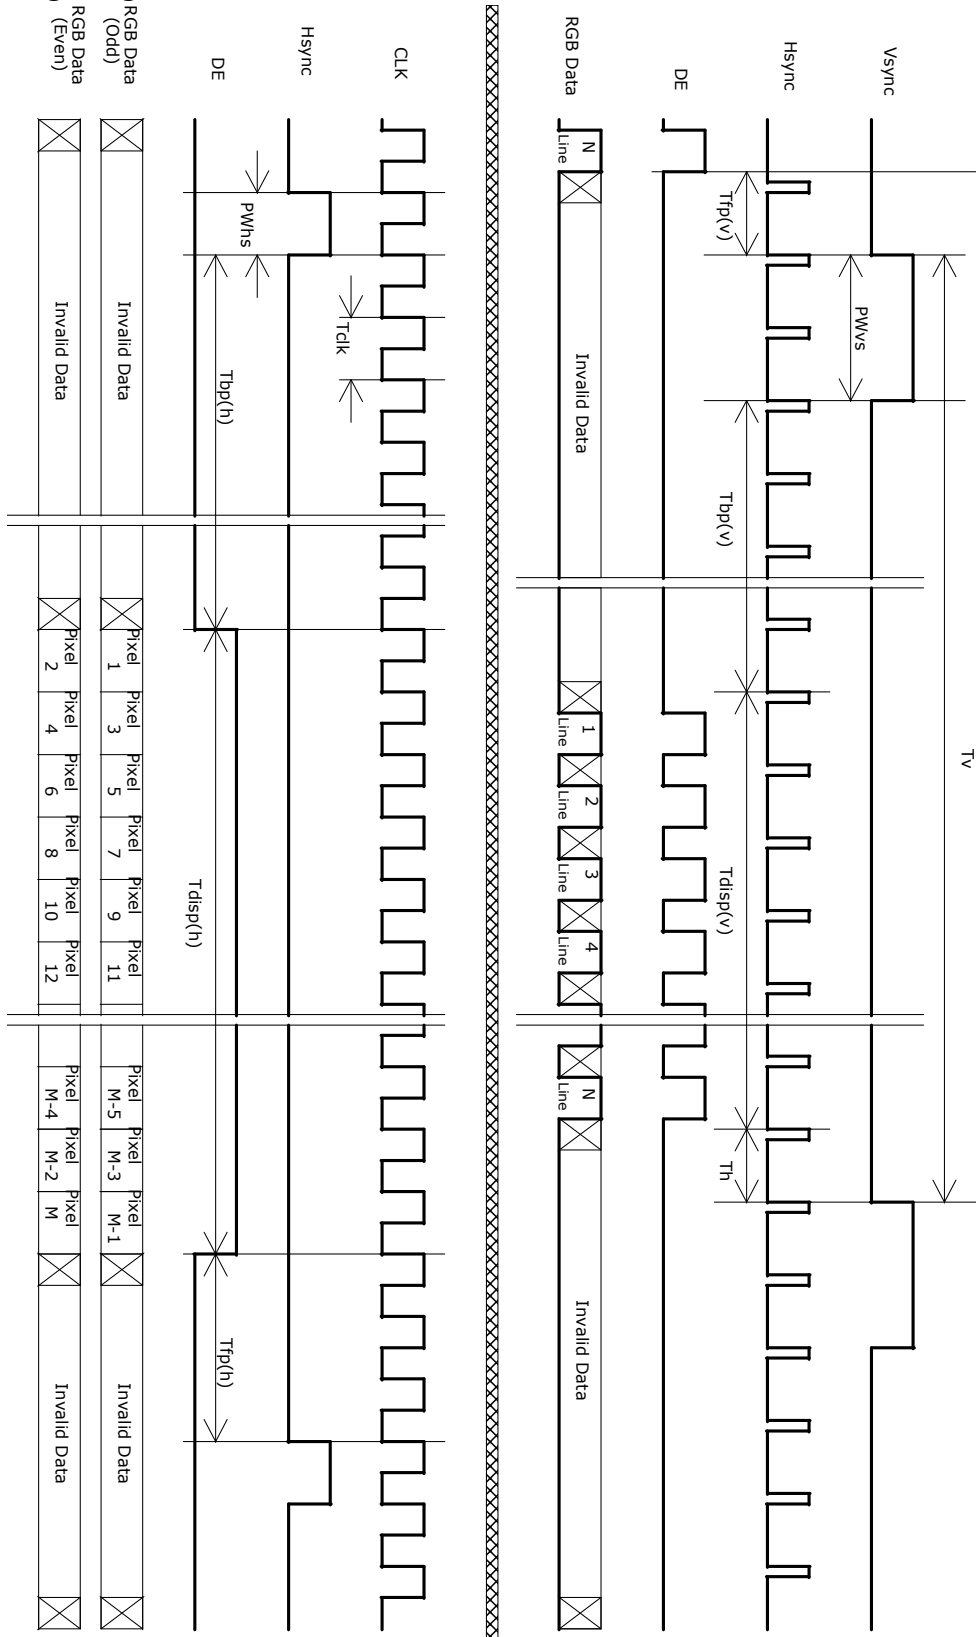 Vsync
Tv
PWvs
Hsync
Tfp(v)
Tbp(v)
Tdisp(v)
Th
DE
RGB Data
N
Line
Invalid Data
1
Line
2
Line
3
Line
4
Line
N
Line
Invalid Data
CLK
Tclk
Hsync
PWhs
Tbp(h)
Tdisp(h)
Tfp(h)
DE
)
RGB Data
(Odd)
Invalid Data
Pixel
1
Pixel
3
Pixel
5
Pixel
7
Pixel
9
Pixel
11
Pixel
M-5
Pixel
M-3
Pixel
M-1
Invalid Data
)
RGB Data
(Even)
Invalid Data
Pixel
2
Pixel
4
Pixel
6
Pixel
8
Pixel
10
Pixel
12
Pixel
M-4
Pixel
M-2
Pixel
M
Invalid Data